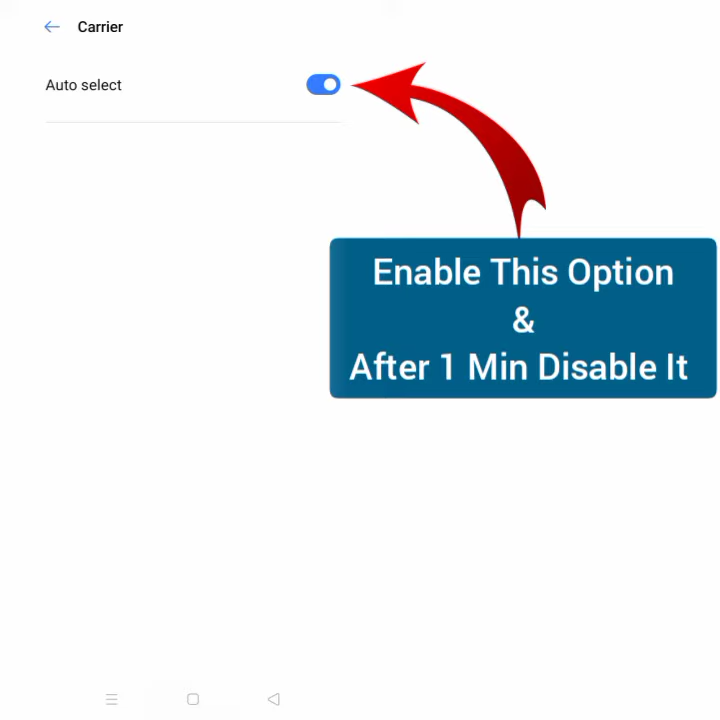 Carrier
Auto select
Enable This Option
&
After 1 Min Disable It